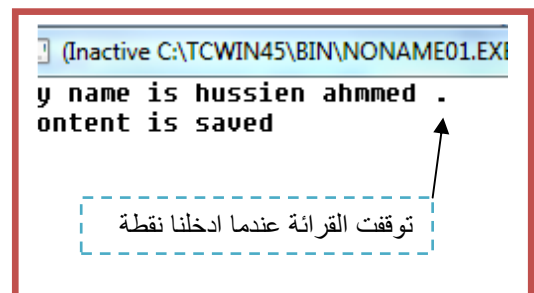 (Inactive C:\TCWIN45\BIN\NONAME01.EXE
y name is hussien ahmmed .
ontent is saved
توقفت القرائة عندما ادخلنا نقطة